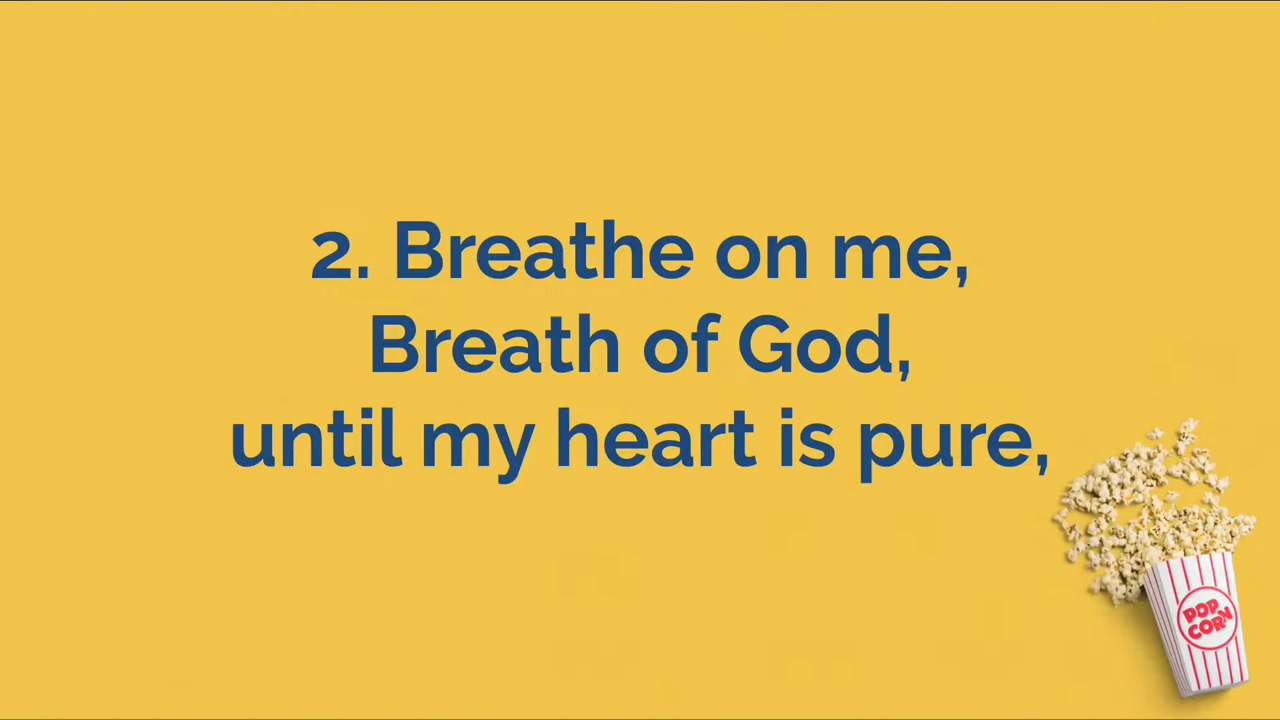 2. Breathe on me,
Breath of God,
until my heart is pure,
POP
CORN